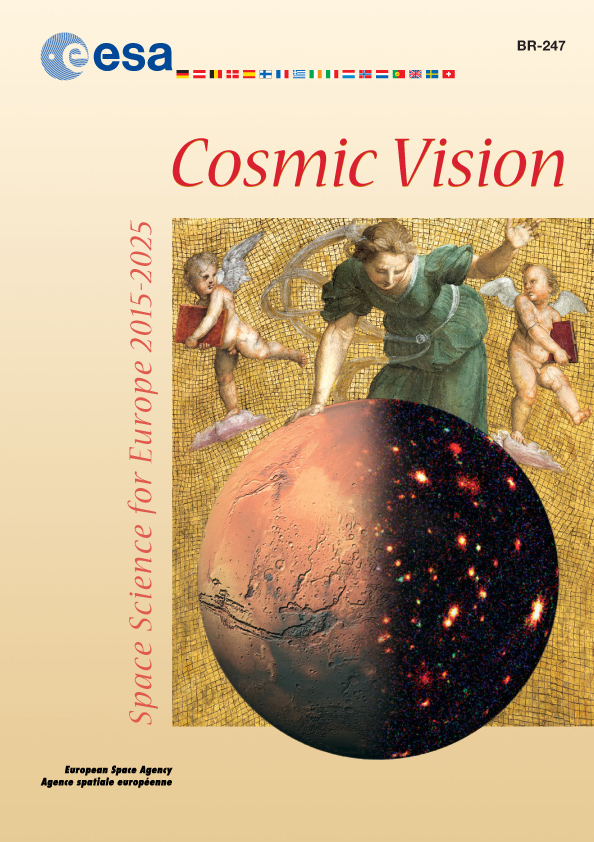 esa
BR-247
Cosmic Vision
Space Science for Europe 2015-2025
European Space Agency
Agence spatiale européenne